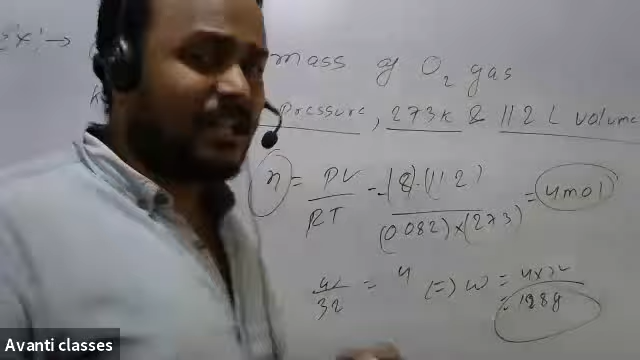 Ex:→
mass of O2 gas
Pressure, 273K & 112 L volume
n = PV/RT = (8)·(112)/(0.082)×(273) = 4mol
w/32 = 4 (=) w = 4×32
= 128g
Avanti classes